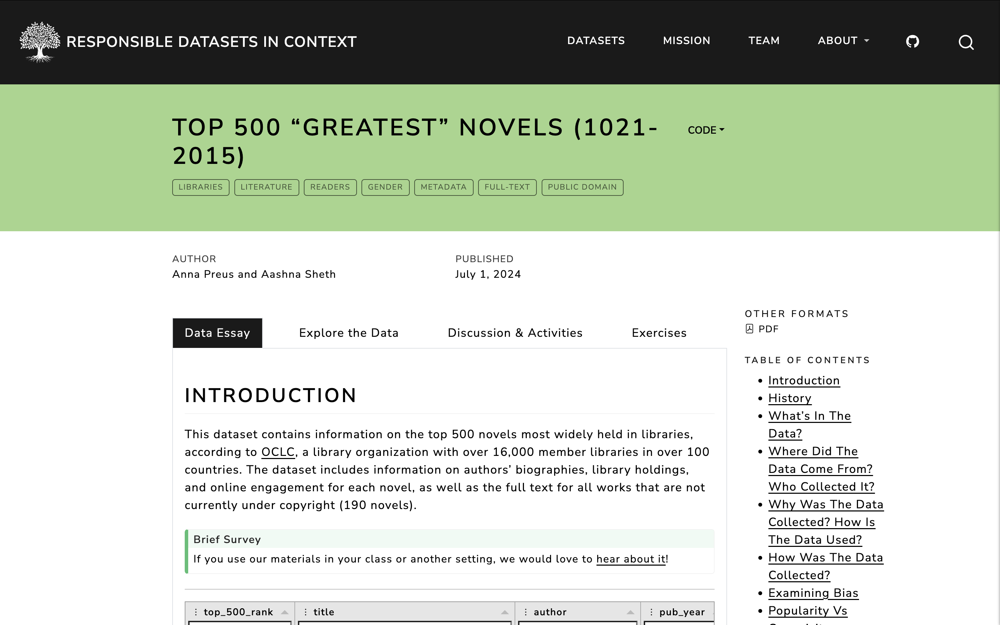 RESPONSIBLE DATASETS IN CONTEXT
DATASETS
MISSION
TEAM
ABOUT
TOP 500 “GREATEST” NOVELS (1021-
2015)
CODE
LIBRARIES
LITERATURE
READERS
GENDER
METADATA
FULL-TEXT
PUBLIC DOMAIN
AUTHOR
Anna Preus and Aashna Sheth
PUBLISHED
July 1, 2024
Data Essay
Explore the Data
Discussion & Activities
Exercises
INTRODUCTION
This dataset contains information on the top 500 novels most widely held in libraries,
according to OCLC, a library organization with over 16,000 member libraries in over 100
countries. The dataset includes information on authors’ biographies, library holdings,
and online engagement for each novel, as well as the full text for all works that are not
currently under copyright (190 novels).
Brief Survey
If you use our materials in your class or another setting, we would love to hear about it!
top_500_rank
title
author
pub_year
OTHER FORMATS
PDF
TABLE OF CONTENTS
Introduction
History
What’s In The
Data?
Where Did The
Data Come From?
Who Collected It?
Why Was The Data
Collected? How Is
The Data Used?
How Was The Data
Collected?
Examining Bias
Popularity Vs